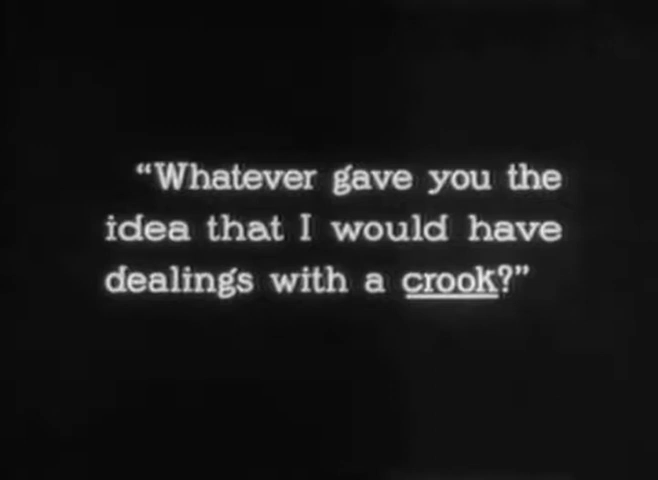 “Whatever gave you the
idea that I would have
dealings with a crook?”